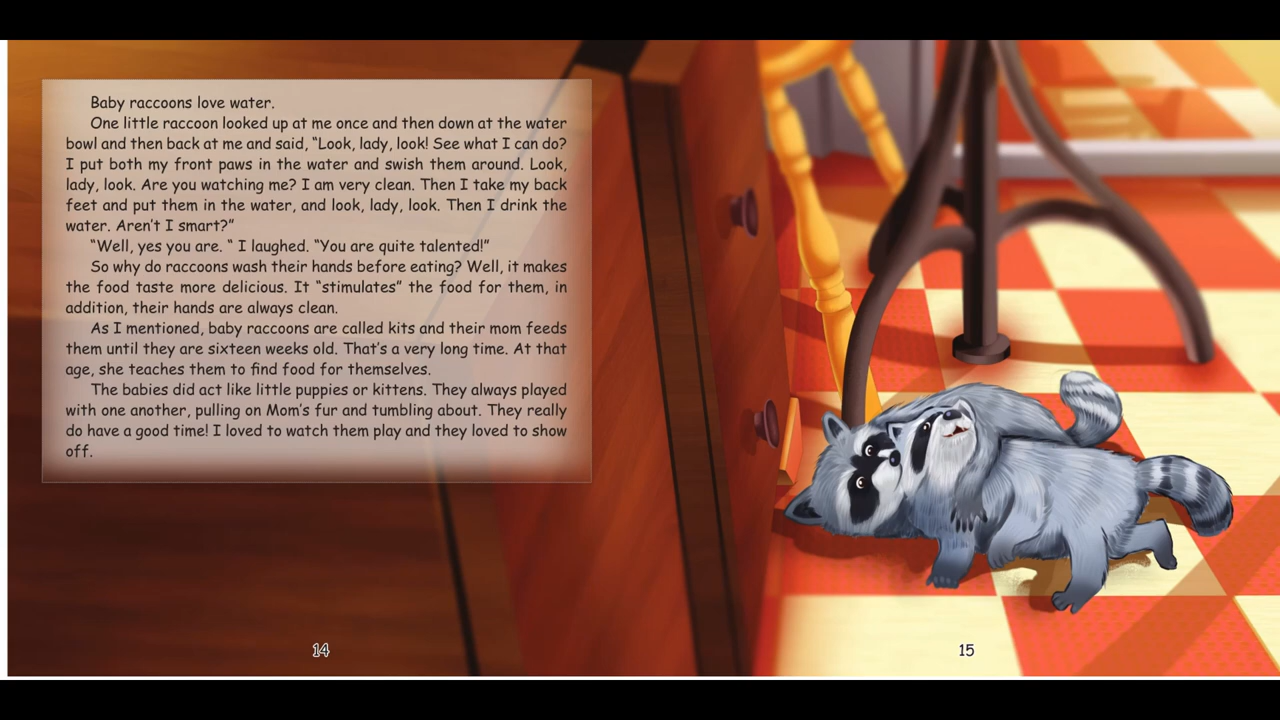 Baby raccoons love water.
One little raccoon looked up at me once and then down at the water
bowl and then back at me and said, “Look, lady, look! See what I can do?
I put both my front paws in the water and swish them around. Look,
lady, look. Are you watching me? I am very clean. Then I take my back
feet and put them in the water, and look, lady, look. Then I drink the
water. Aren’t I smart?”
“Well, yes you are. “ I laughed. “You are quite talented!”
So why do raccoons wash their hands before eating? Well, it makes
the food taste more delicious. It “stimulates” the food for them, in
addition, their hands are always clean.
As I mentioned, baby raccoons are called kits and their mom feeds
them until they are sixteen weeks old. That’s a very long time. At that
age, she teaches them to find food for themselves.
The babies did act like little puppies or kittens. They always played
with one another, pulling on Mom’s fur and tumbling about. They really
do have a good time! I loved to watch them play and they loved to show
off.
14
15